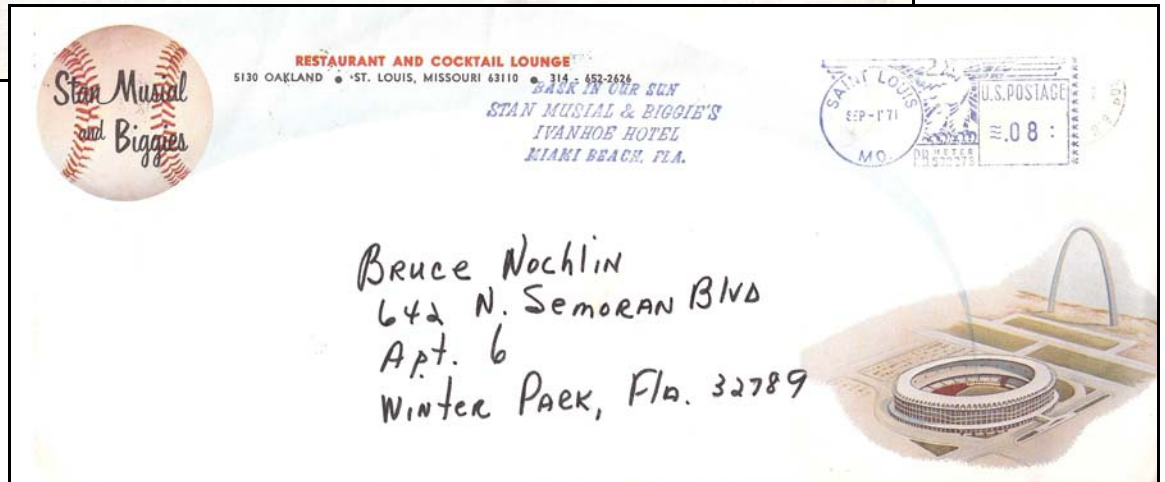 Stan Musial
and Biggies
RESTAURANT AND COCKTAIL LOUNGE
5130 OAKLAND ● ST. LOUIS, MISSOURI 63110 ● 314 - 652-2626
BASK IN OUR SUN
STAN MUSIAL & BIGGIE'S
IVANHOE HOTEL
MIAMI BEACH, FLA.
SAINT LOUIS
SEP -1'71
MO.
U.S. POSTAGE
.08
P.B. METER
Bruce Nochlin
642 N. Semoran Blvd
Apt. 6
Winter Park, Fla. 32789